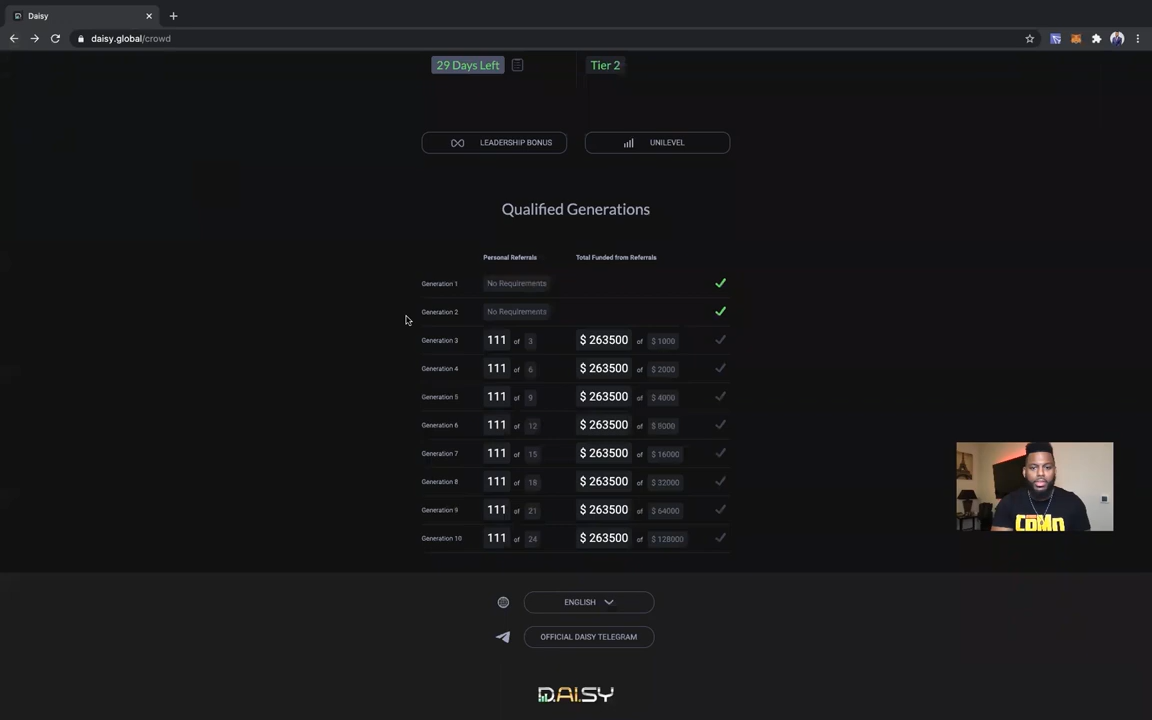 Daisy
daisy.global/crowd
29 Days Left
Tier 2
LEADERSHIP BONUS
UNILEVEL
Qualified Generations
Personal Referrals Total Funded from Referrals
Generation 1 No Requirements
Generation 2 No Requirements
Generation 3 111 of 3 $ 263500 of $ 1000
Generation 4 111 of 6 $ 263500 of $ 2000
Generation 5 111 of 9 $ 263500 of $ 4000
Generation 6 111 of 12 $ 263500 of $ 8000
Generation 7 111 of 15 $ 263500 of $ 16000
Generation 8 111 of 18 $ 263500 of $ 32000
Generation 9 111 of 21 $ 263500 of $ 64000
Generation 10 111 of 24 $ 263500 of $ 128000
ENGLISH
OFFICIAL DAISY TELEGRAM
D.AI.SY